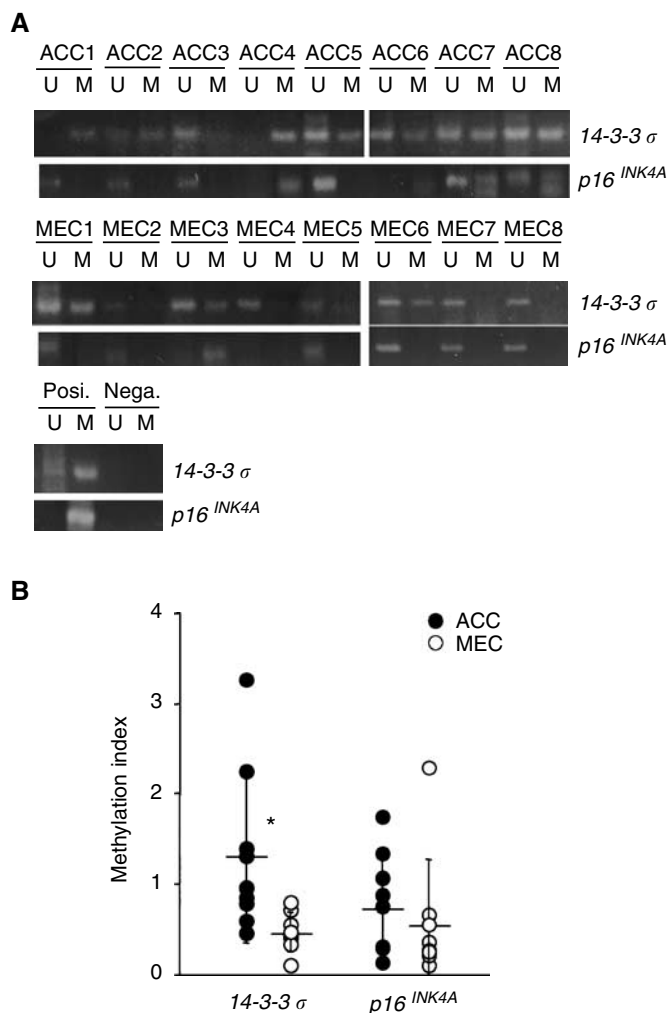 A
ACC1 ACC2 ACC3 ACC4 ACC5 ACC6 ACC7 ACC8
U M U M U M U M U M U M U M U M
14-3-3 σ
p16 INK4A
MEC1 MEC2 MEC3 MEC4 MEC5 MEC6 MEC7 MEC8
U M U M U M U M U M U M U M U M
14-3-3 σ
p16 INK4A
Posi. Nega.
U M U M
14-3-3 σ
p16 INK4A
B
4
ACC
MEC
3
Methylation index
2
*
1
0
14-3-3 σ p16 INK4A